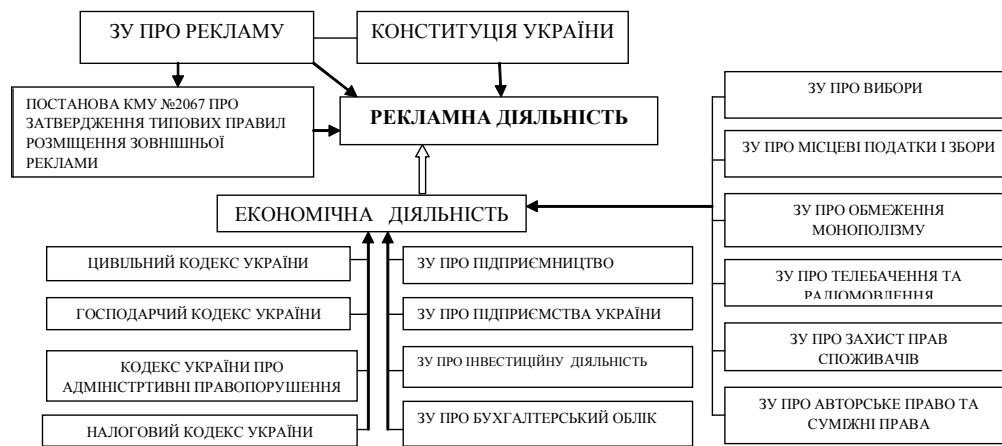 ЗУ ПРО РЕКЛАМУ
КОНСТИТУЦІЯ УКРАЇНИ
ПОСТАНОВА КМУ №2067 ПРО
ЗАТВЕРДЖЕННЯ ТИПОВИХ ПРАВИЛ
РОЗМІЩЕННЯ ЗОВНІШНЬОЇ
РЕКЛАМИ
РЕКЛАМНА ДІЯЛЬНІСТЬ
ЕКОНОМІЧНА ДІЯЛЬНІСТЬ
ЦИВІЛЬНИЙ КОДЕКС УКРАЇНИ
ГОСПОДАРЧИЙ КОДЕКС УКРАЇНИ
КОДЕКС УКРАЇНИ ПРО
АДМІНІСТРТИВНІ ПРАВОПОРУШЕННЯ
НАЛОГОВИЙ КОДЕКС УКРАЇНИ
ЗУ ПРО ПІДПРИЄМНИЦТВО
ЗУ ПРО ПІДПРИЄМСТВА УКРАЇНИ
ЗУ ПРО ІНВЕСТИЦІЙНУ ДІЯЛЬНІСТЬ
ЗУ ПРО БУХГАЛТЕРСЬКИЙ ОБЛІК
ЗУ ПРО ВИБОРИ
ЗУ ПРО МІСЦЕВІ ПОДАТКИ І ЗБОРИ
ЗУ ПРО ОБМЕЖЕННЯ
МОНОПОЛІЗМУ
ЗУ ПРО ТЕЛЕБАЧЕННЯ ТА
РАДІОМОВЛЕННЯ
ЗУ ПРО ЗАХИСТ ПРАВ
СПОЖИВАЧІВ
ЗУ ПРО АВТОРСЬКЕ ПРАВО ТА
СУМІЖНІ ПРАВА